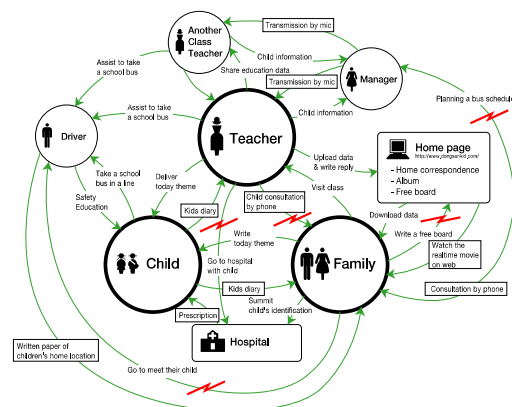 Another
Class
Teacher
Transmission by mic
Assist to take
a school bus
Child information
Share education data
Manager
Transmission by mic
Planning a bus schedule
Assist to take
a school bus
Child information
Driver
Teacher
Home page
http://www.dongsankid.com/
- Home correspondence
- Album
- Free board
Upload data
& write reply
Take a
school bus
in a line
Deliver
today theme
Child consultation
by phone
Visit class
Safety
Education
Kids diary
Download data
Write
today theme
Write a free board
Watch the
realtime movie
on web
Child
Go to hospital
with child
Family
Kids diary
Consultation by phone
Prescription
Summit
child's identification
Hospital
Written paper of
children's home location
Go to meet their child